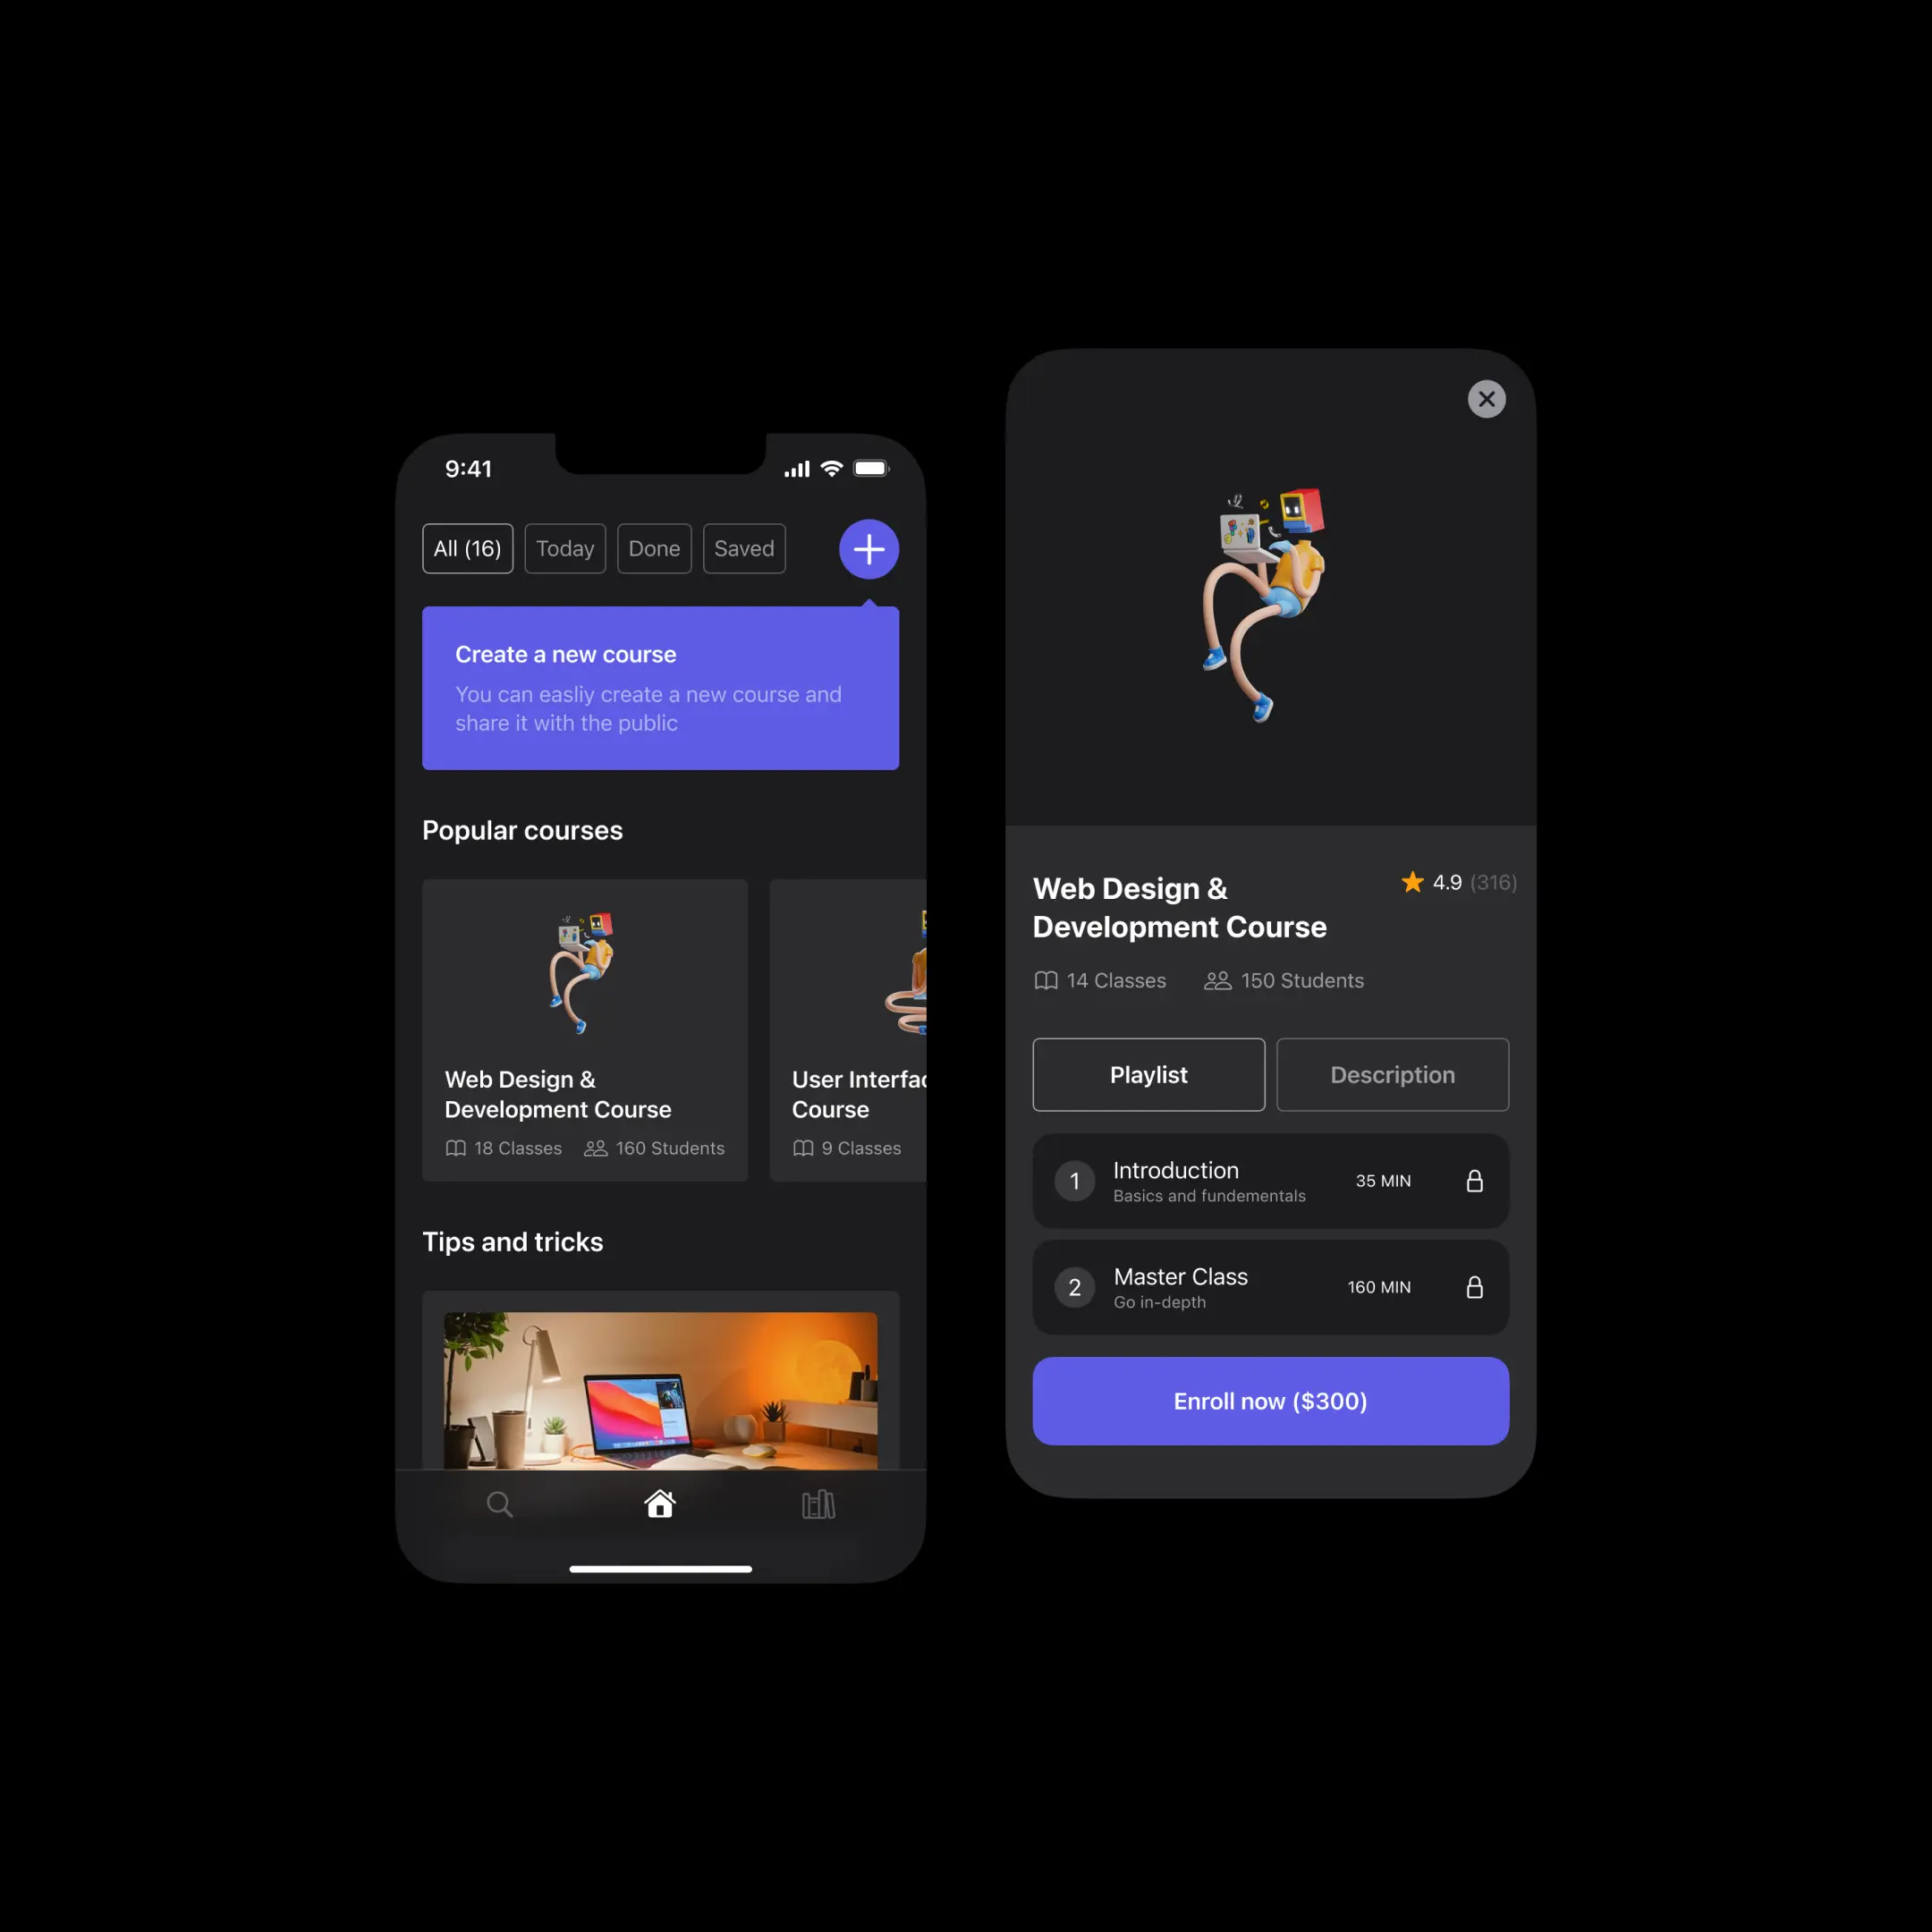 9:41
All (16)
Today
Done
Saved
Create a new course
You can easliy create a new course and
share it with the public
Popular courses
Web Design &
Development Course
18 Classes
160 Students
User
Course
9 Classes
Tips and tricks
Web Design &
Development Course
4.9 (316)
14 Classes
150 Students
Playlist
Description
1
Introduction
Basics and fundementals
35 MIN
2
Master Class
Go in-depth
160 MIN
Enroll now ($300)